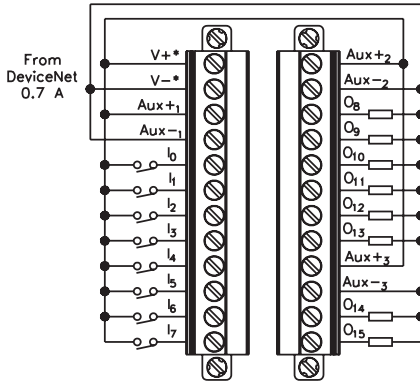 From
DeviceNet
0.7 A
V+*
V-*
Aux+₁
Aux-₁
I₀
I₁
I₂
I₃
I₄
I₅
I₆
I₇
Aux+₂
Aux-₂
O₈
O₉
O₁₀
O₁₁
O₁₂
O₁₃
Aux+₃
Aux-₃
O₁₄
O₁₅